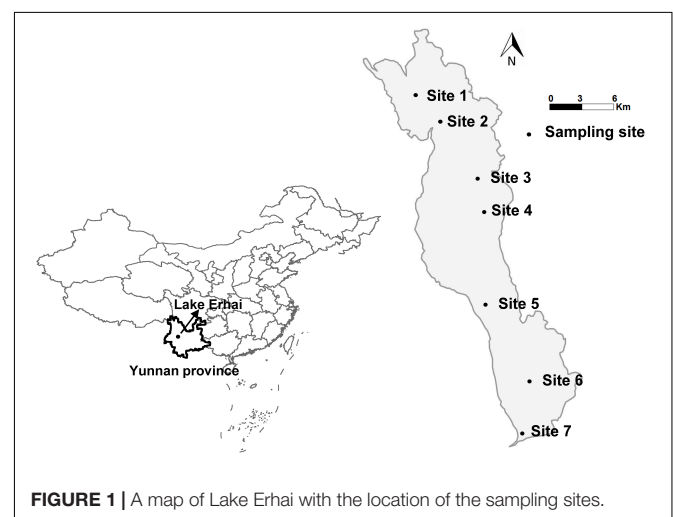 N
Site 1
0 3 6
Km
Site 2
Sampling site
Site 3
Site 4
Lake Erhai
Site 5
Yunnan province
Site 6
Site 7
FIGURE 1 | A map of Lake Erhai with the location of the sampling sites.